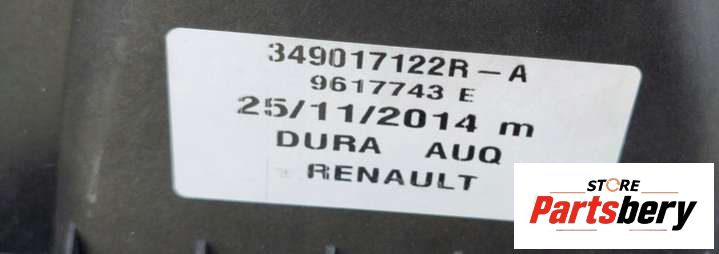 349017122R-A
9617743 E
25/11/2014 m
DURA AUQ
RENAULT
STORE
Partsbery